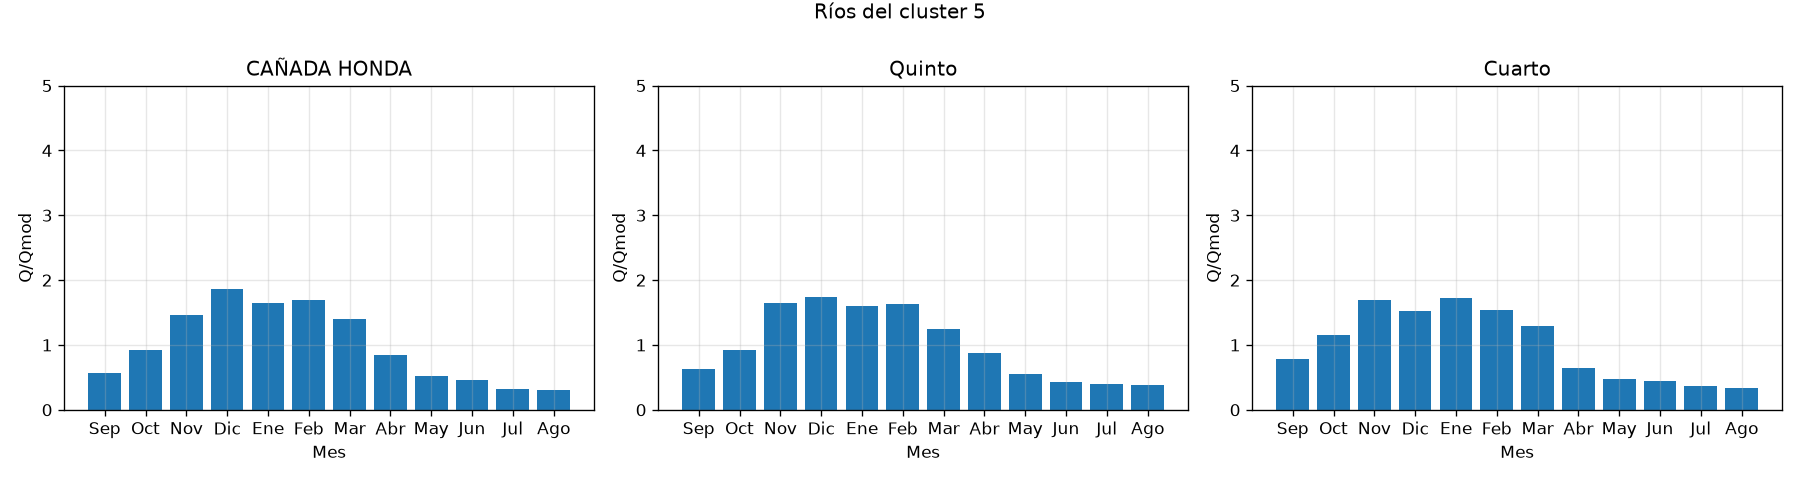 Ríos del cluster 5
CAÑADA HONDA
5
4
3
2
1
0
Q/Qmod
Sep Oct Nov Dic Ene Feb Mar Abr May Jun Jul Ago
Mes
Quinto
5
4
3
2
1
0
Q/Qmod
Sep Oct Nov Dic Ene Feb Mar Abr May Jun Jul Ago
Mes
Cuarto
5
4
3
2
1
0
Q/Qmod
Sep Oct Nov Dic Ene Feb Mar Abr May Jun Jul Ago
Mes